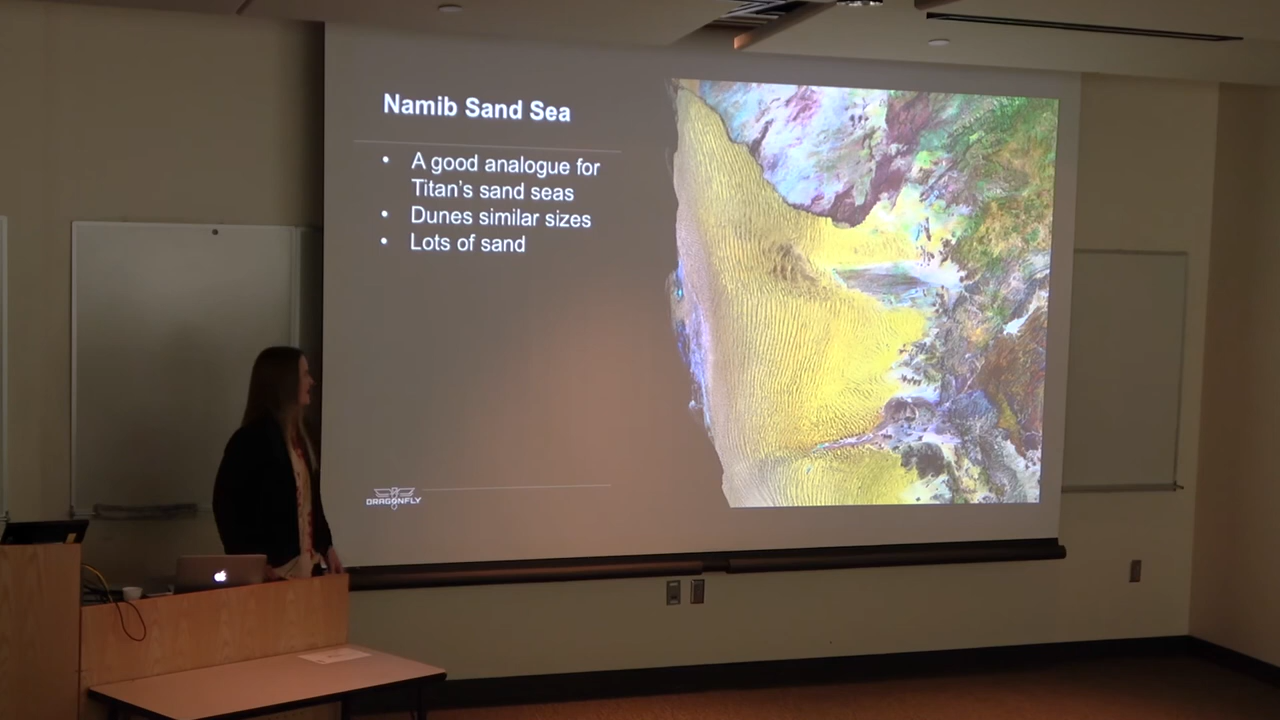 Namib Sand Sea
• A good analogue for
Titan's sand seas
• Dunes similar sizes
• Lots of sand
DRAGONFLY